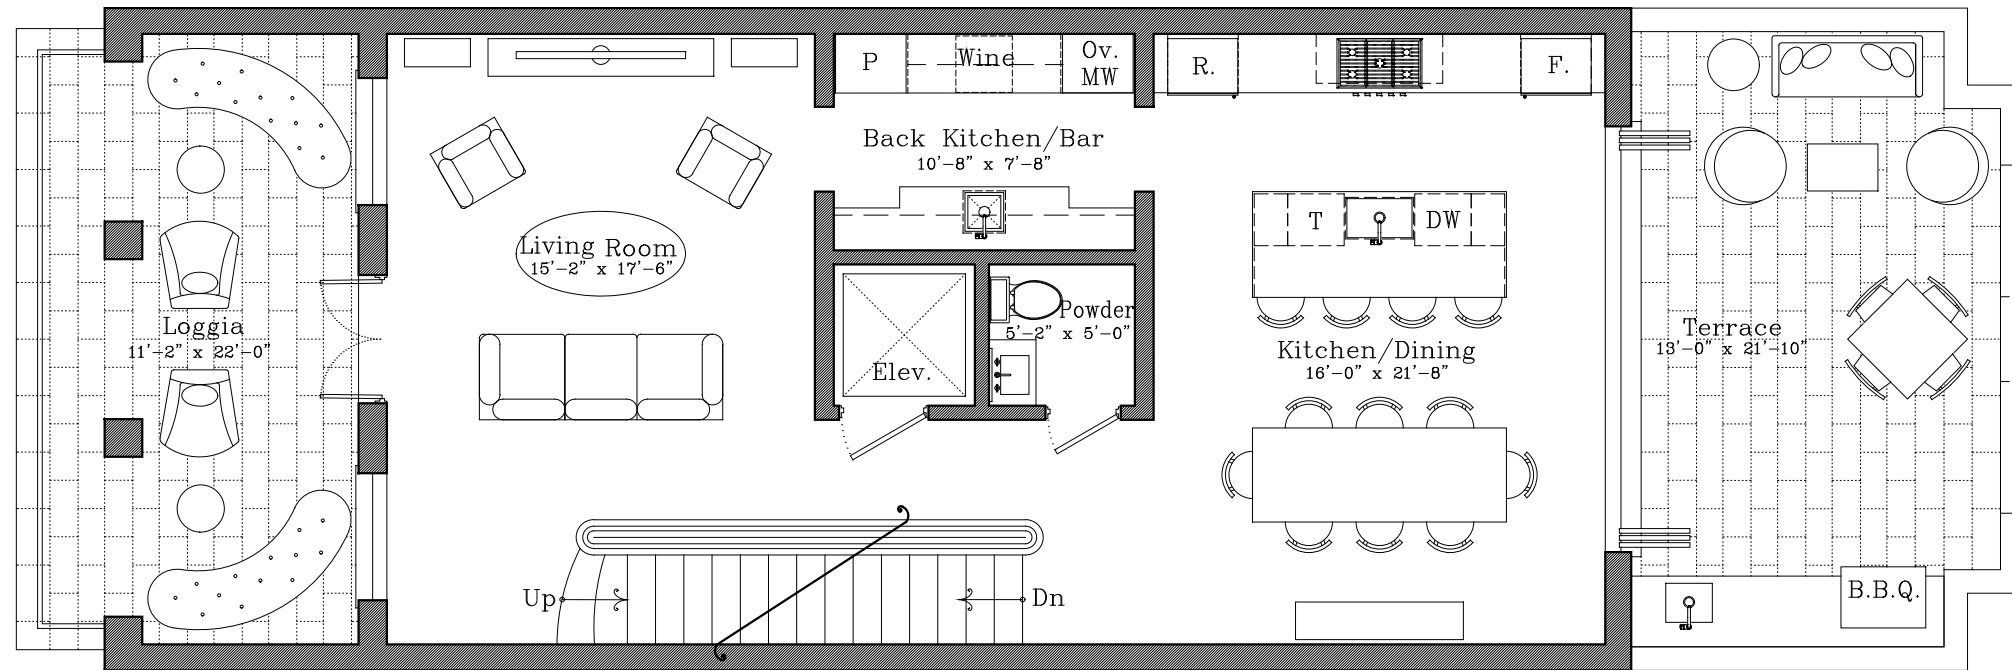 P
Wine
Ov.
MW
R.
F.
Back Kitchen/Bar
10'-8" x 7'-8"
T
DW
Living Room
15'-2" x 17'-6"
Powder
5'-2" x 5'-0"
Loggia
11'-2" x 22'-0"
Elev.
Kitchen/Dining
16'-0" x 21'-8"
Terrace
13'-0" x 21'-10"
Up
Dn
B.B.Q.